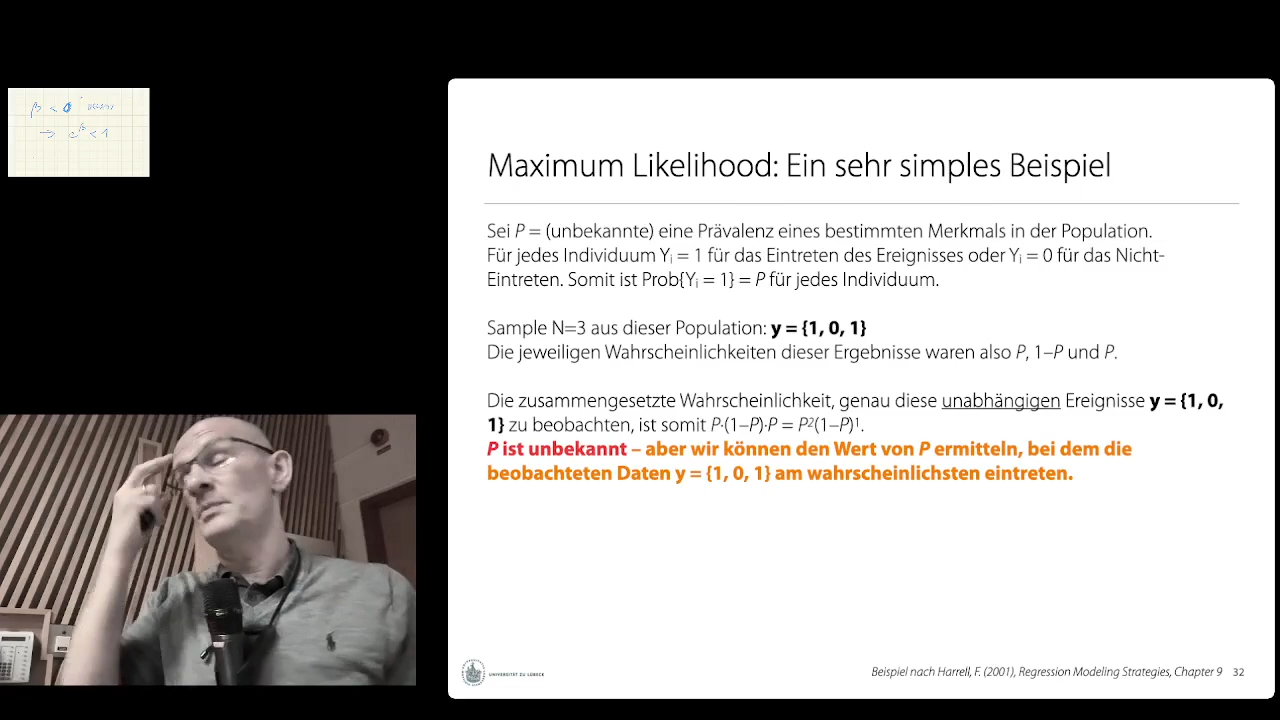 β < 0
⇒ e^β < 1
Maximum Likelihood: Ein sehr simples Beispiel
Sei P = (unbekannte) eine Prävalenz eines bestimmten Merkmals in der Population.
Für jedes Individuum Yᵢ = 1 für das Eintreten des Ereignisses oder Yᵢ = 0 für das Nicht-
Eintreten. Somit ist Prob{Yᵢ = 1} = P für jedes Individuum.
Sample N=3 aus dieser Population: y = {1, 0, 1}
Die jeweiligen Wahrscheinlichkeiten dieser Ergebnisse waren also P, 1–P und P.
Die zusammengesetzte Wahrscheinlichkeit, genau diese unabhängigen Ereignisse y = {1, 0,
1} zu beobachten, ist somit P·(1–P)·P = P²(1–P)¹.
P ist unbekannt – aber wir können den Wert von P ermitteln, bei dem die
beobachteten Daten y = {1, 0, 1} am wahrscheinlichsten eintreten.
UNIVERSITÄT ZU LÜBECK
Beispiel nach Harrell, F. (2001), Regression Modeling Strategies, Chapter 9 32